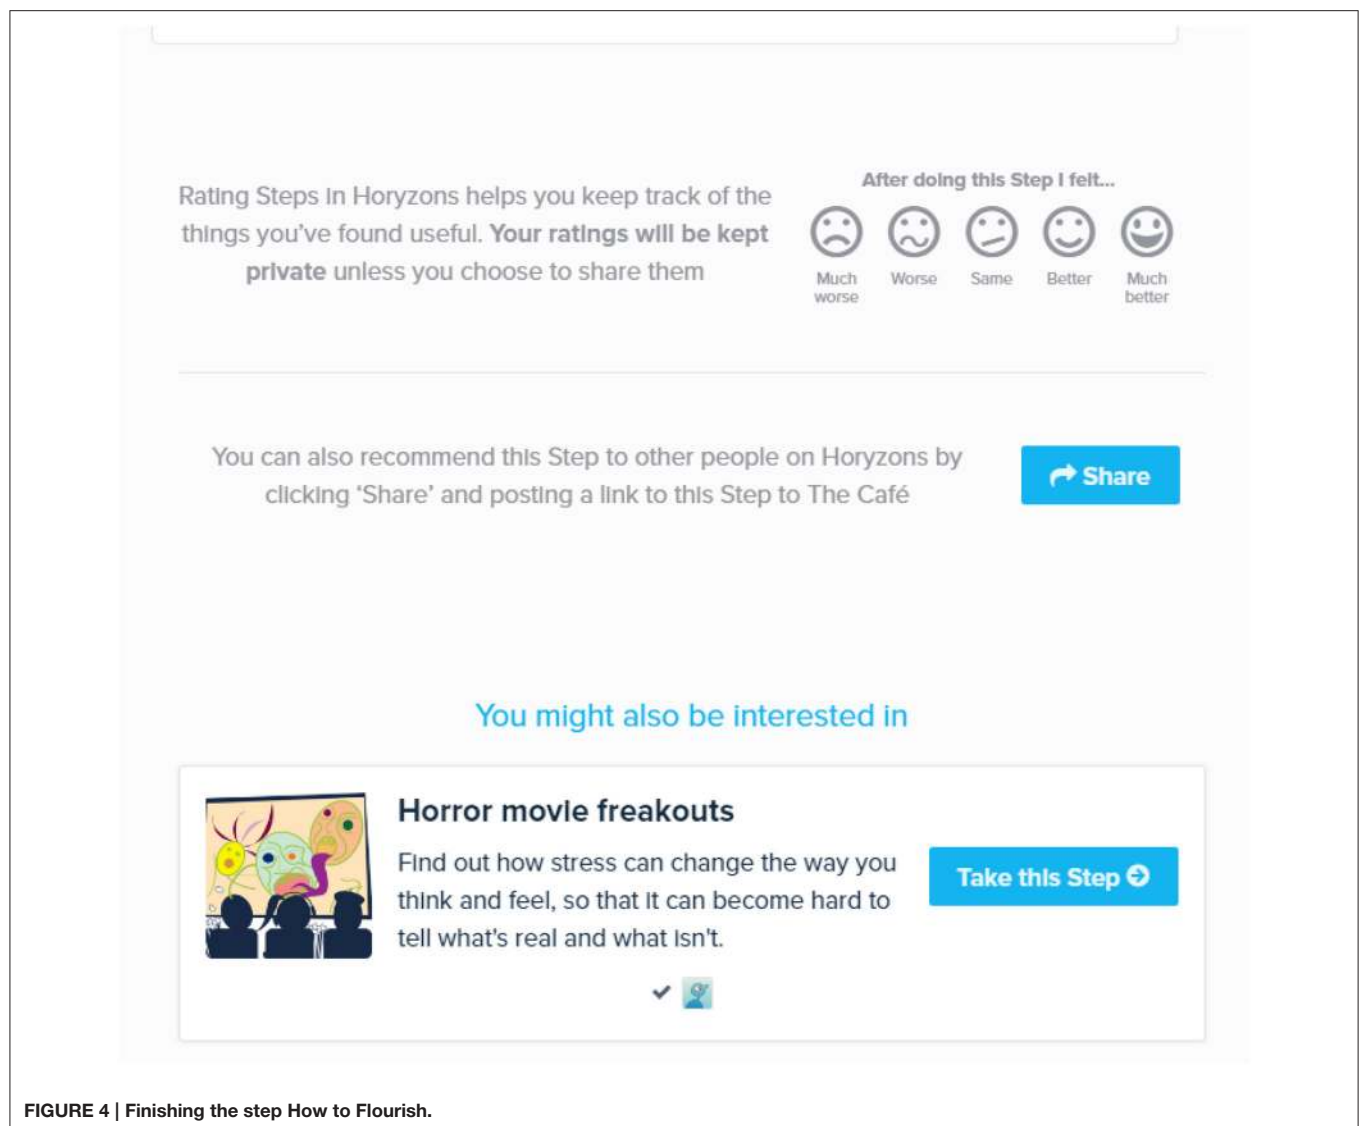 Rating Steps in Horyzons helps you keep track of the
things you've found useful. Your ratings will be kept
private unless you choose to share them
After doing this Step I felt...
Much worse
Worse
Same
Better
Much better
You can also recommend this Step to other people on Horyzons by
clicking ‘Share’ and posting a link to this Step to The Café
Share
You might also be interested in
Horror movie freakouts
Find out how stress can change the way you
think and feel, so that it can become hard to
tell what's real and what isn't.
Take this Step
FIGURE 4 | Finishing the step How to Flourish.